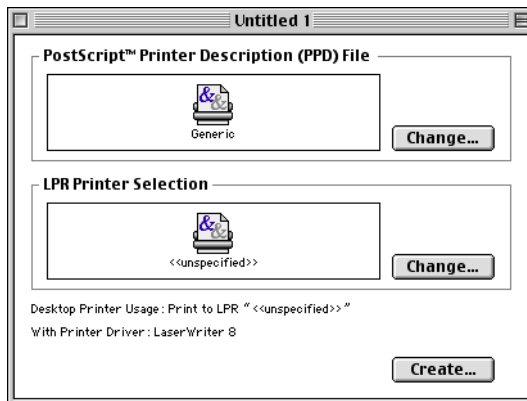 Untitled 1
PostScript™ Printer Description (PPD) File
&&
Generic
Change...
LPR Printer Selection
&&
<<unspecified>>
Change...
Desktop Printer Usage: Print to LPR “<<unspecified>>”
With Printer Driver: LaserWriter 8
Create...